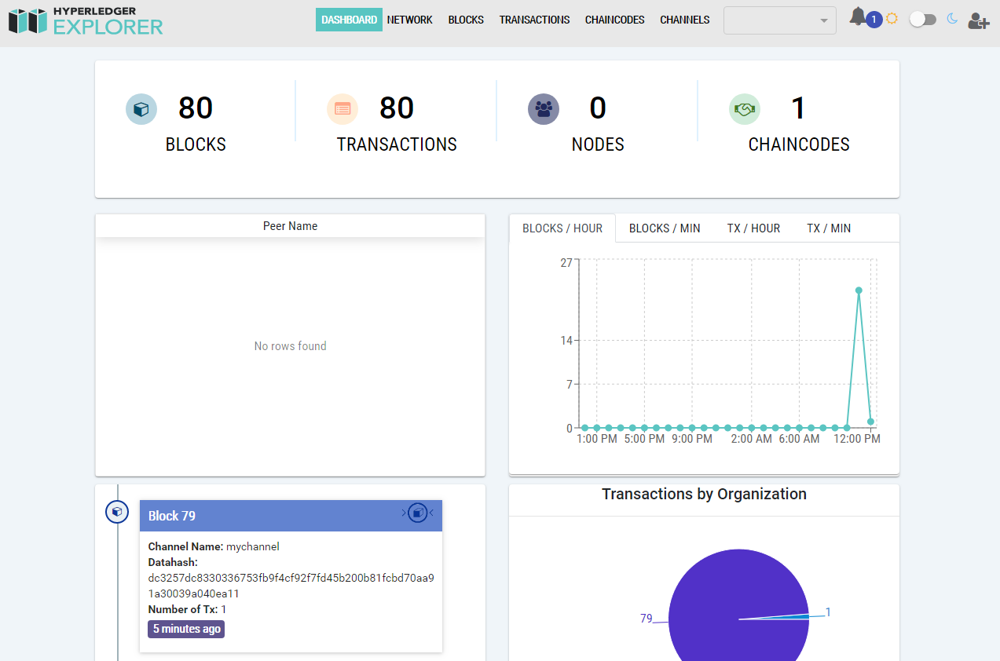 HYPERLEDGER
EXPLORER
DASHBOARD NETWORK BLOCKS TRANSACTIONS CHAINCODES CHANNELS
1
80
BLOCKS
80
TRANSACTIONS
0
NODES
1
CHAINCODES
Peer Name
No rows found
BLOCKS / HOUR BLOCKS / MIN TX / HOUR TX / MIN
27
14
7
0
1:00 PM 5:00 PM 9:00 PM 2:00 AM 6:00 AM 12:00 PM
Block 79
Channel Name: mychannel
Datahash:
dc3257dc8330336753fb9f4cf92f7fd45b200b81fcbd70aa9
1a30039a040ea11
Number of Tx: 1
5 minutes ago
Transactions by Organization
79
1